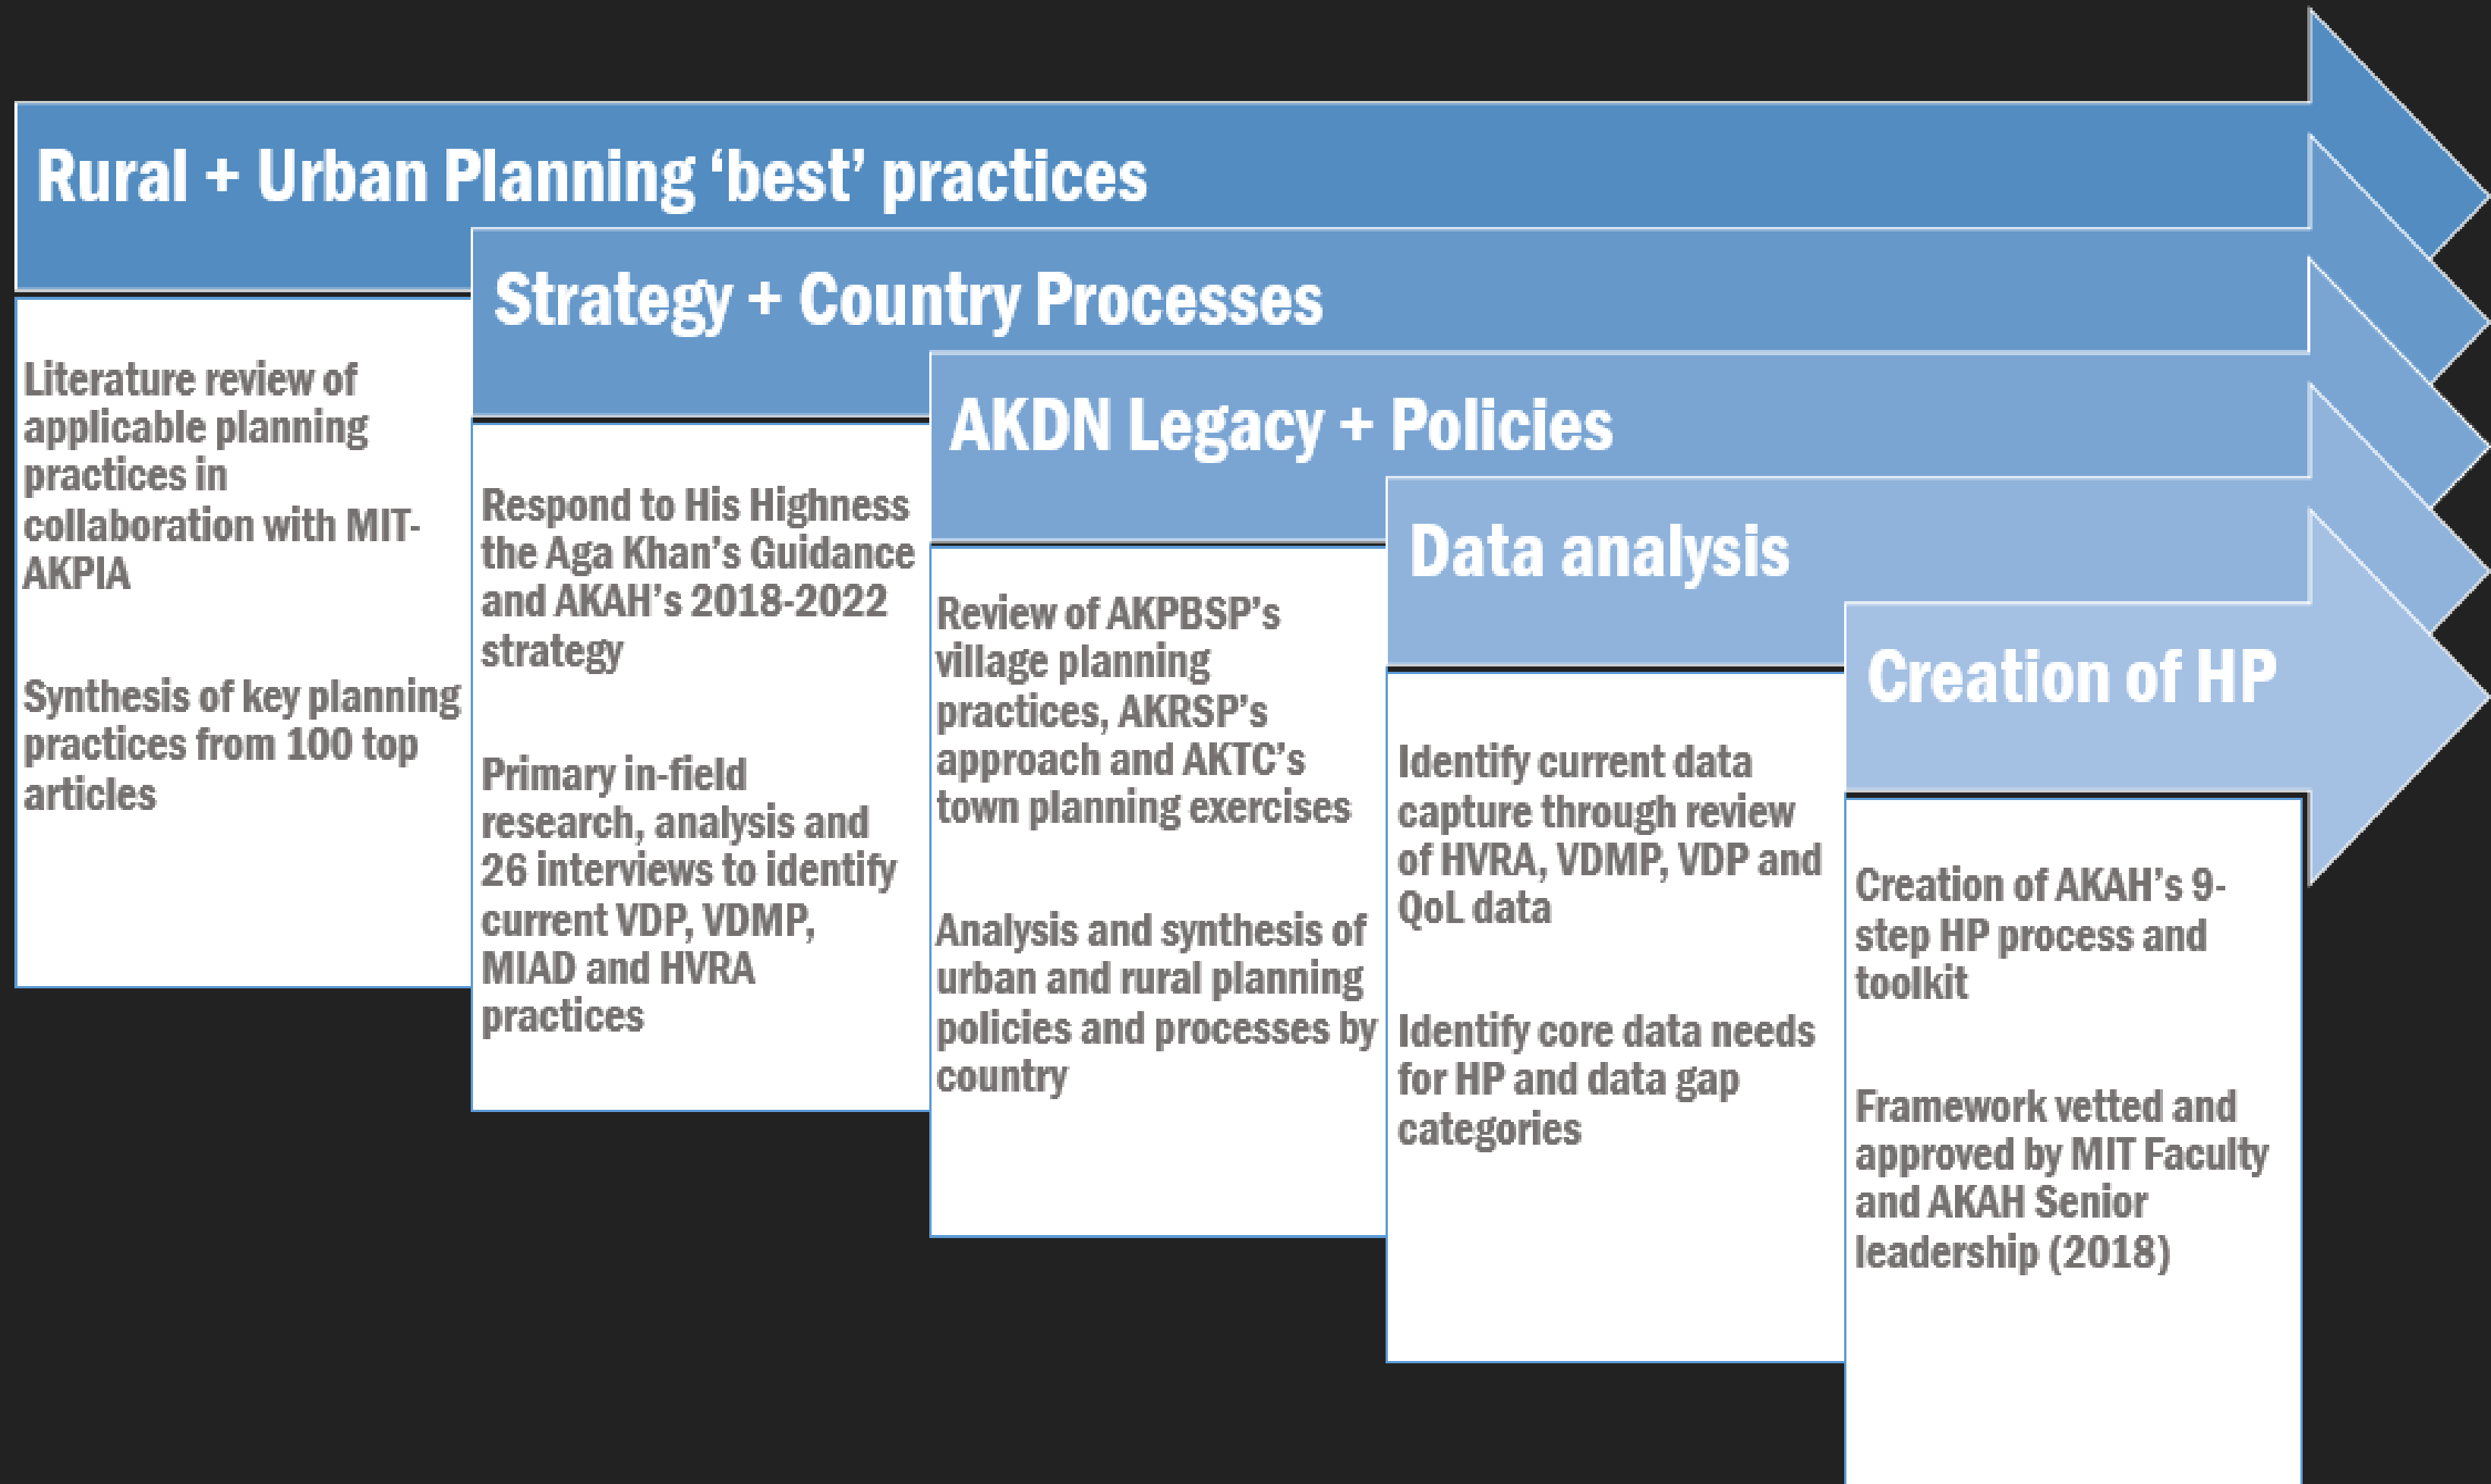 Rural + Urban Planning ‘best’ practices
Literature review of
applicable planning
practices in
collaboration with MIT-
AKPIA
Synthesis of key planning
practices from 100 top
articles
Strategy + Country Processes
Respond to His Highness
the Aga Khan’s Guidance
and AKAH’s 2018-2022
strategy
Primary in-field
research, analysis and
26 interviews to identify
current VDP, VDMP,
MIAD and HVRA
practices
AKDN Legacy + Policies
Review of AKPBSP’s
village planning
practices, AKRSP’s
approach and AKTC’s
town planning exercises
Analysis and synthesis of
urban and rural planning
policies and processes by
country
Data analysis
Identify current data
capture through review
of HVRA, VDMP, VDP and
QoL data
Identify core data needs
for HP and data gap
categories
Creation of HP
Creation of AKAH’s 9-
step HP process and
toolkit
Framework vetted and
approved by MIT Faculty
and AKAH Senior
leadership (2018)